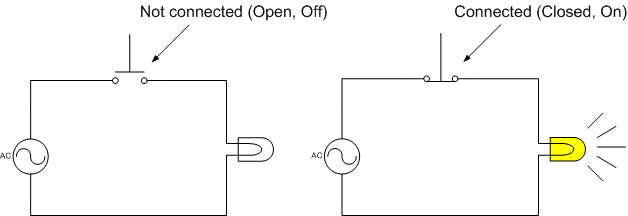 Not connected (Open, Off)
Connected (Closed, On)
AC
AC